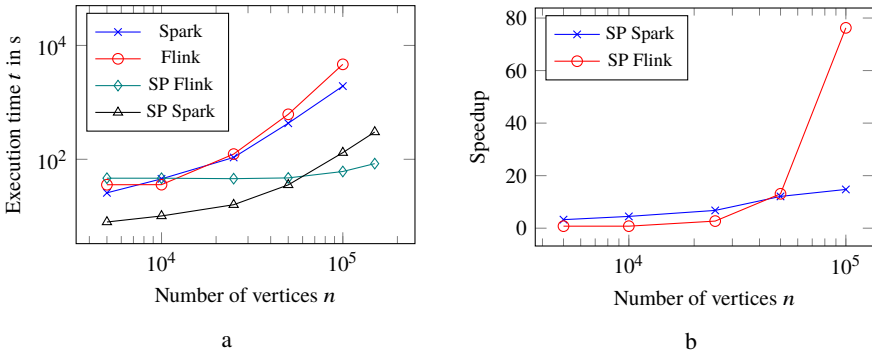 Spark
Flink
SP Flink
SP Spark
10^4
10^2
Execution time t in s
10^4
10^5
Number of vertices n
a
SP Spark
SP Flink
80
60
40
20
0
Speedup
10^4
10^5
Number of vertices n
b